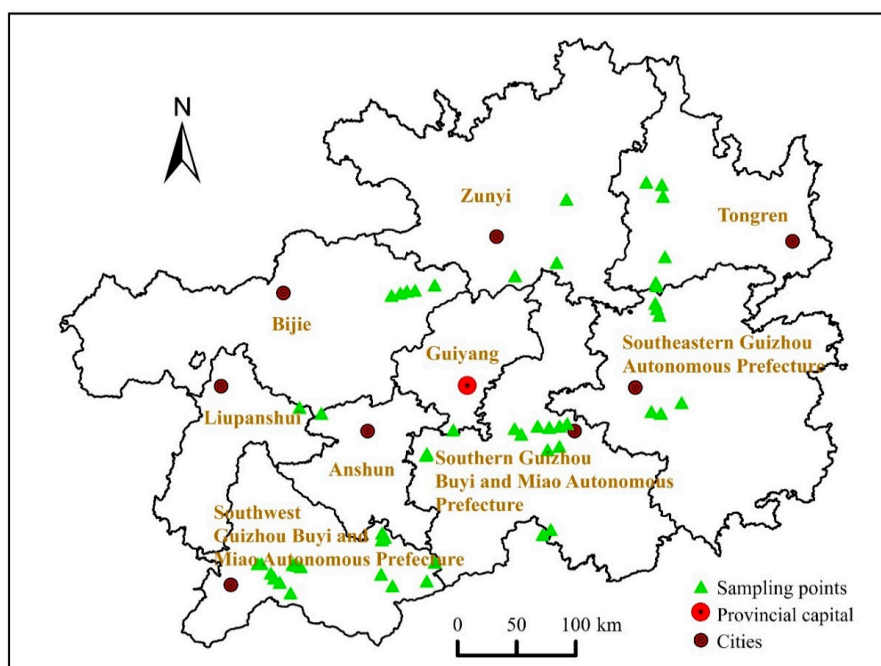 N
Zunyi
Tongren
Bijie
Guiyang
Southeastern Guizhou
Autonomous Prefecture
Liupanshui
Anshun
Southern Guizhou
Buyi and Miao Autonomous
Prefecture
Southwest
Guizhou Buyi and
Miao Autonomous Prefecture
Sampling points
Provincial capital
Cities
0 50 100 km